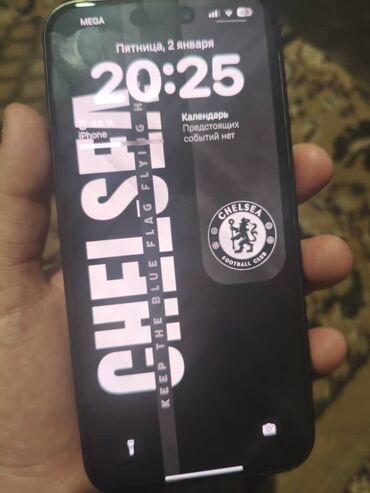 MEGA
Пятница, 2 января
20:25
49 %
iPhone
Календарь
Предстоящих
событий нет
CHELSEA
KEEP THE BLUE FLAG FLYING H
CHELSEA
FOOTBALL CLUB